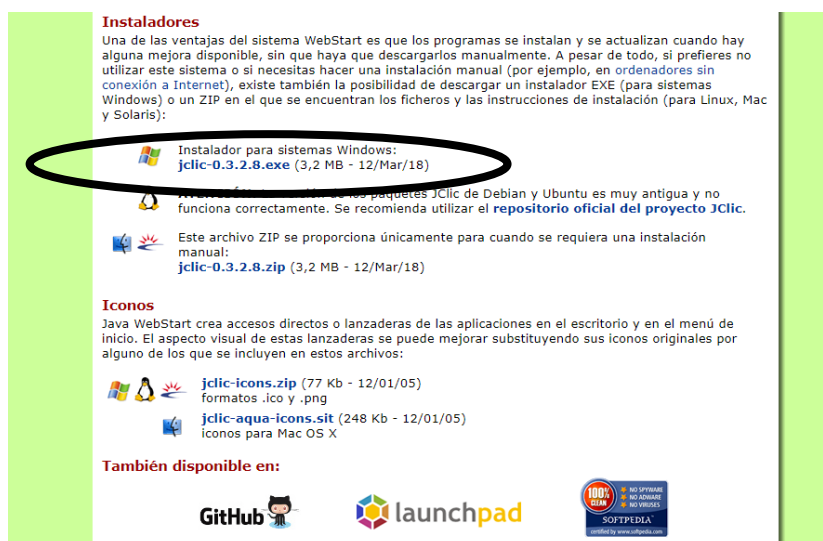 Instaladores
Una de las ventajas del sistema WebStart es que los programas se instalan y se actualizan cuando hay
alguna mejora disponible, sin que haya que descargarlos manualmente. A pesar de todo, si prefieres no
utilizar este sistema o si necesitas hacer una instalación manual (por ejemplo, en ordenadores sin
conexión a Internet), existe también la posibilidad de descargar un instalador EXE (para sistemas
Windows) o un ZIP en el que se encuentran los ficheros y las instrucciones de instalación (para Linux, Mac
y Solaris):
Instalador para sistemas Windows:
jclic-0.3.2.8.exe (3,2 MB - 12/Mar/18)
de los paquetes JClic de Debian y Ubuntu es muy antigua y no
funciona correctamente. Se recomienda utilizar el repositorio oficial del proyecto JClic.
Este archivo ZIP se proporciona únicamente para cuando se requiera una instalación
manual:
jclic-0.3.2.8.zip (3,2 MB - 12/Mar/18)
Iconos
Java WebStart crea accesos directos o lanzaderas de las aplicaciones en el escritorio y en el menú de
inicio. El aspecto visual de estas lanzaderas se puede mejorar substituyendo sus iconos originales por
alguno de los que se incluyen en estos archivos:
jclic-icons.zip (77 Kb - 12/01/05)
formatos .ico y .png
jclic-aqua-icons.sit (248 Kb - 12/01/05)
iconos para Mac OS X
También disponible en:
GitHub
launchpad
100%
CLEAN
NO SPYWARE
NO ADWARE
NO VIRUSES
SOFTPEDIA
certified by www.softpedia.com